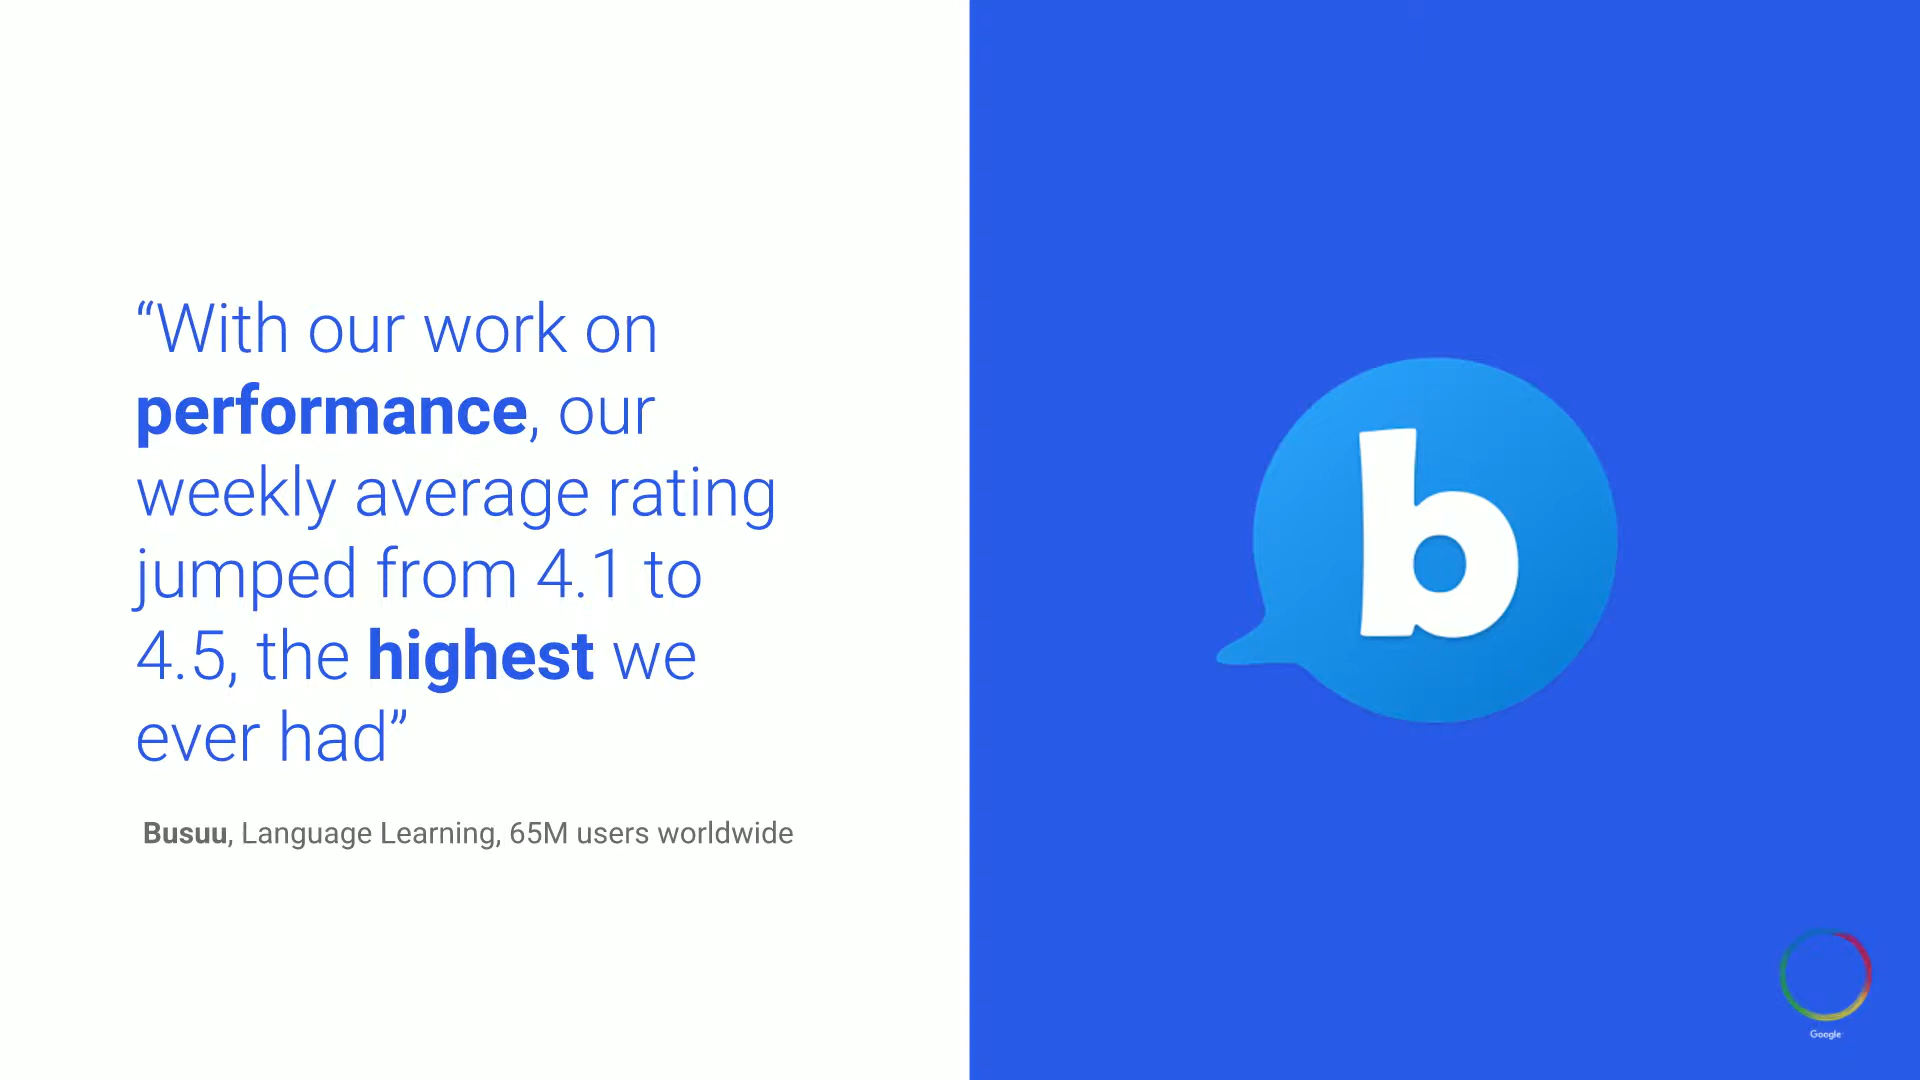 “With our work on
performance, our
weekly average rating
jumped from 4.1 to
4.5, the highest we
ever had”
Busuu, Language Learning, 65M users worldwide
b
Google